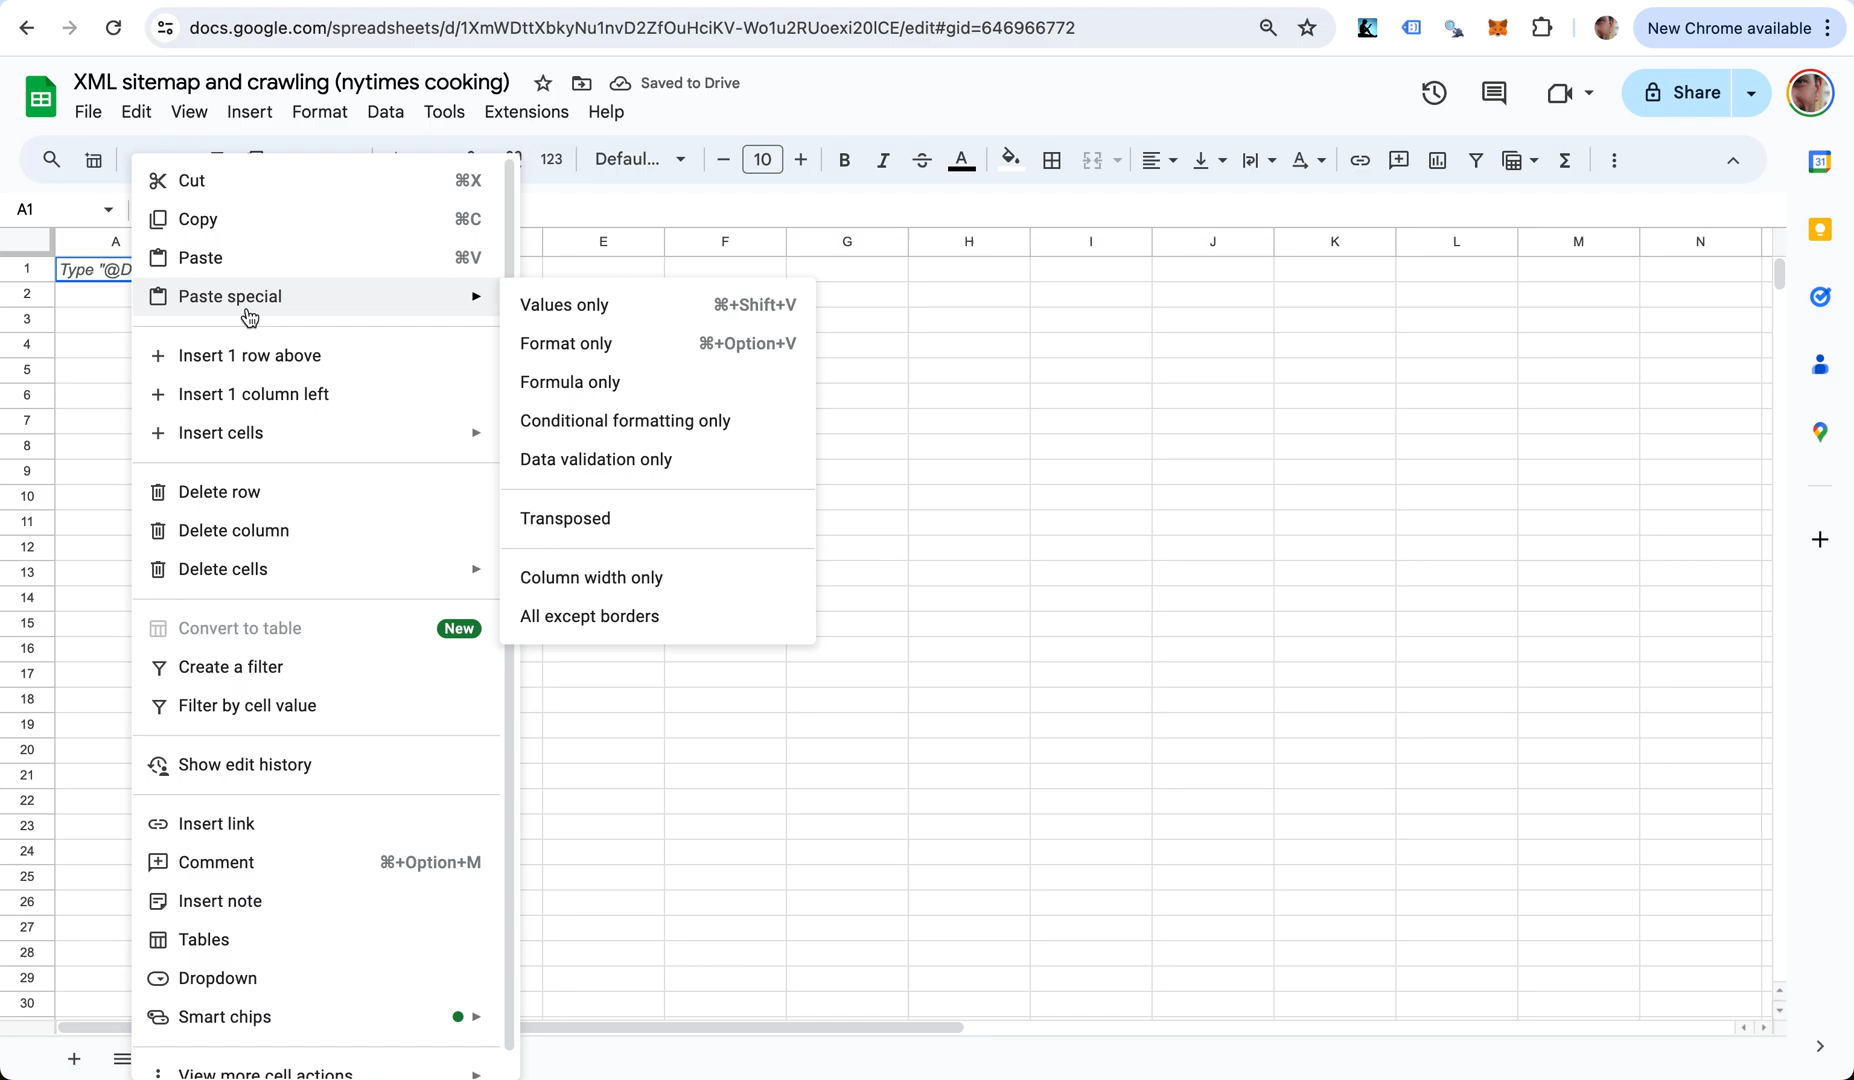 docs.google.com/spreadsheets/d/1XmWDttXbkyNu1nvD2ZfOuHciKV-Wo1u2RUoexi20lCE/edit#gid=646966772
New Chrome available
XML sitemap and crawling (nytimes cooking)
Saved to Drive
File Edit View Insert Format Data Tools Extensions Help
Share
123 Defaul... 10
31
A1
A E F G H I J K L M N
1
Type "@D
2
3
4
5
6
7
8
9
10
11
12
13
14
15
16
17
18
19
20
21
22
23
24
25
26
27
28
29
30
Cut ⌘X
Copy ⌘C
Paste ⌘V
Paste special
Insert 1 row above
Insert 1 column left
Insert cells
Delete row
Delete column
Delete cells
Convert to table New
Create a filter
Filter by cell value
Show edit history
Insert link
Comment ⌘+Option+M
Insert note
Tables
Dropdown
Smart chips
View more cell actions
Values only ⌘+Shift+V
Format only ⌘+Option+V
Formula only
Conditional formatting only
Data validation only
Transposed
Column width only
All except borders